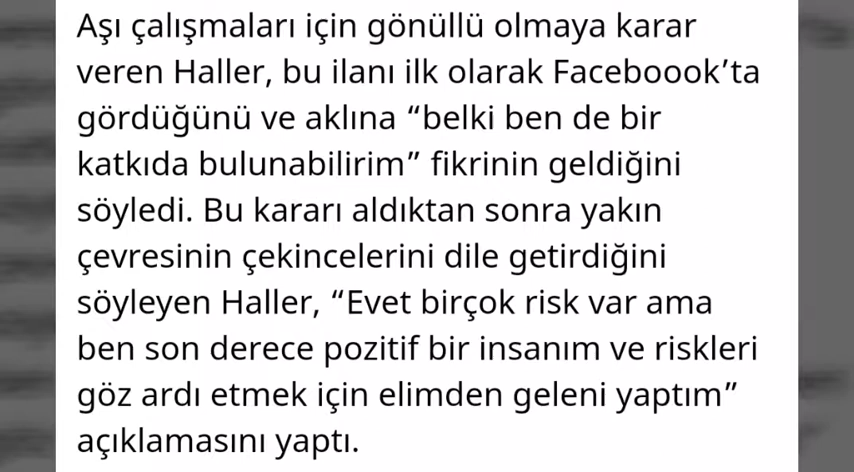 Aşı çalışmaları için gönüllü olmaya karar
veren Haller, bu ilanı ilk olarak Faceboook’ta
gördüğünü ve aklına “belki ben de bir
katkıda bulunabilirim” fikrinin geldiğini
söyledi. Bu kararı aldıktan sonra yakın
çevresinin çekincelerini dile getirdiğini
söyleyen Haller, “Evet birçok risk var ama
ben son derece pozitif bir insanım ve riskleri
göz ardı etmek için elimden geleni yaptım”
açıklamasını yaptı.